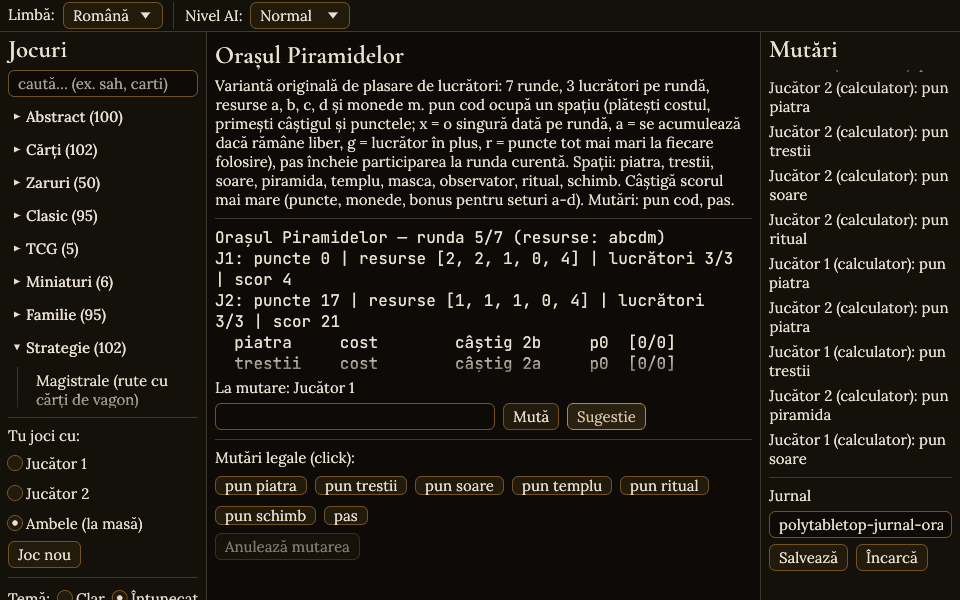 Limbă: Română ▼ Nivel AI: Normal ▼
Jocuri
caută... (ex. sah, carti)
▸ Abstract (100)
▸ Cărți (102)
▸ Zaruri (50)
▸ Clasic (95)
▸ TCG (5)
▸ Miniaturi (6)
▸ Familie (95)
▾ Strategie (102)
Magistrale (rute cu
cărți de vagon)
Tu joci cu:
Jucător 1
Jucător 2
Ambele (la masă)
Joc nou
Temă: Clar Întunecat
Orașul Piramidelor
Variantă originală de plasare de lucrători: 7 runde, 3 lucrători pe rundă,
resurse a, b, c, d și monede m. pun cod ocupă un spațiu (plătești costul,
primești câștigul și punctele; x = o singură dată pe rundă, a = se acumulează
dacă rămâne liber, g = lucrător în plus, r = puncte tot mai mari la fiecare
folosire), pas încheie participarea la runda curentă. Spații: piatra, trestii,
soare, piramida, templu, masca, observator, ritual, schimb. Câștigă scorul
mai mare (puncte, monede, bonus pentru seturi a-d). Mutări: pun cod, pas.
Orașul Piramidelor — runda 5/7 (resurse: abcdm)
J1: puncte 0 | resurse [2, 2, 1, 0, 4] | lucrători 3/3
| scor 4
J2: puncte 17 | resurse [1, 1, 1, 0, 4] | lucrători
3/3 | scor 21
piatra cost câștig 2b p0 [0/0]
trestii cost câștig 2a p0 [0/0]
La mutare: Jucător 1
Mută Sugestie
Mutări legale (click):
pun piatra pun trestii pun soare pun templu pun ritual
pun schimb pas
Anulează mutarea
Mutări
Jucător 2 (calculator): pun
piatra
Jucător 2 (calculator): pun
trestii
Jucător 2 (calculator): pun
soare
Jucător 2 (calculator): pun
ritual
Jucător 1 (calculator): pun
piatra
Jucător 2 (calculator): pun
piatra
Jucător 1 (calculator): pun
trestii
Jucător 2 (calculator): pun
piramida
Jucător 1 (calculator): pun
soare
Jurnal
polytabletop-jurnal-ora
Salvează Încarcă